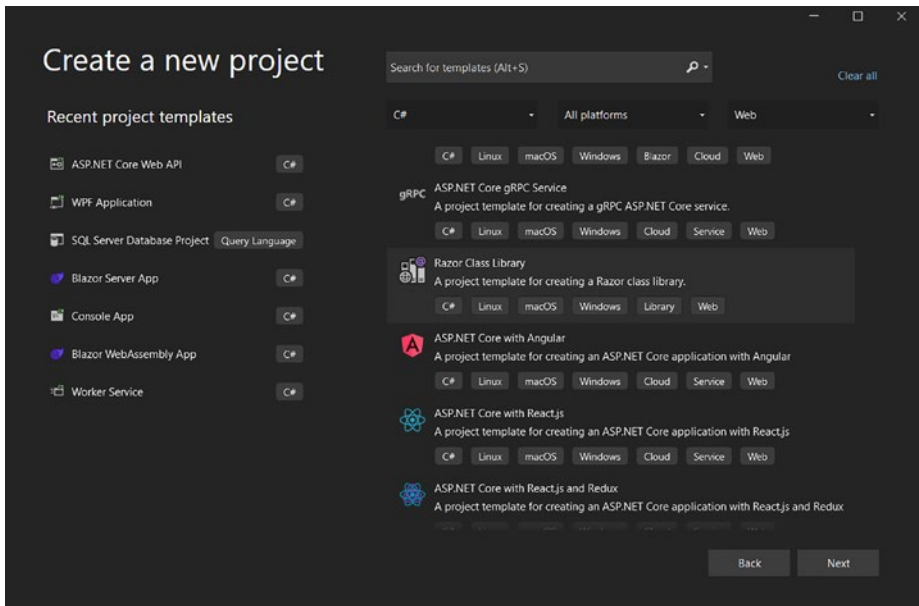 Create a new project
Search for templates (Alt+S)
Clear all
Recent project templates
C#
All platforms
Web
ASP.NET Core Web API
C#
WPF Application
C#
SQL Server Database Project
Query Language
Blazor Server App
C#
Console App
C#
Blazor WebAssembly App
C#
Worker Service
C#
C# Linux macOS Windows Blazor Cloud Web
gRPC
ASP.NET Core gRPC Service
A project template for creating a gRPC ASP.NET Core service.
C# Linux macOS Windows Cloud Service Web
Razor Class Library
A project template for creating a Razor class library.
C# Linux macOS Windows Library Web
ASP.NET Core with Angular
A project template for creating an ASP.NET Core application with Angular
C# Linux macOS Windows Cloud Service Web
ASP.NET Core with React.js
A project template for creating an ASP.NET Core application with React.js
C# Linux macOS Windows Cloud Service Web
ASP.NET Core with React.js and Redux
A project template for creating an ASP.NET Core application with React.js and Redux
Back
Next